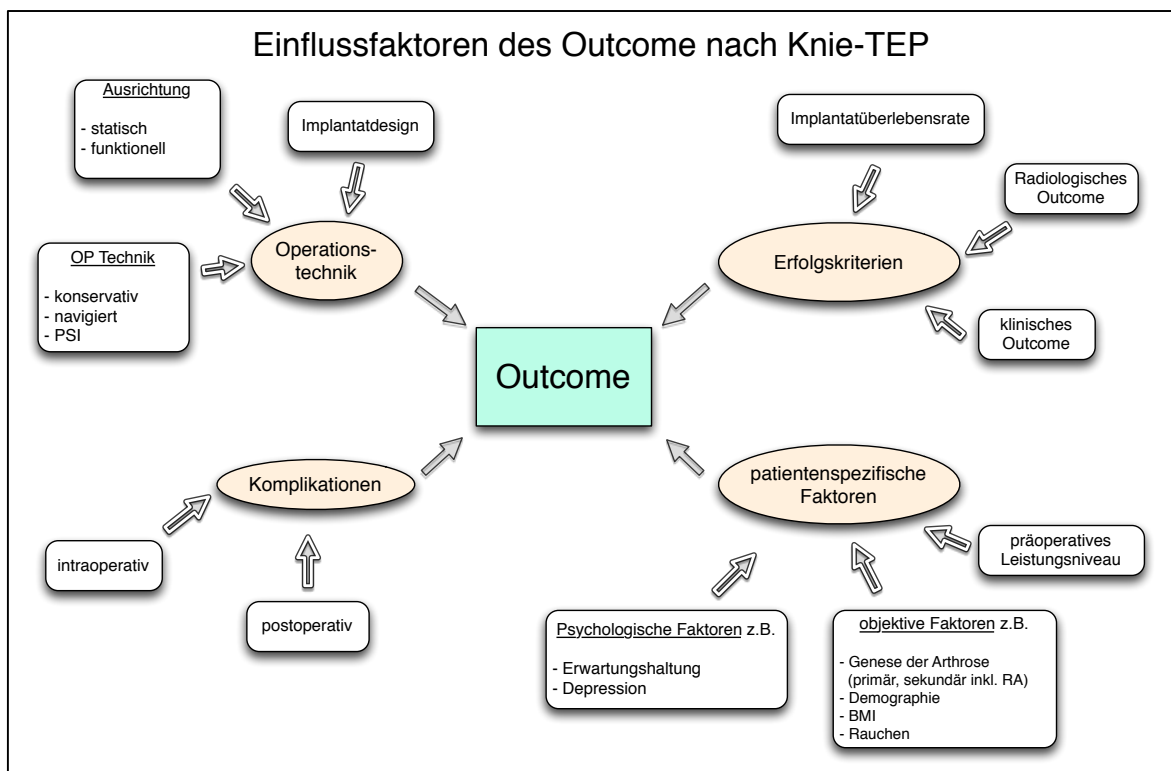 Einflussfaktoren des Outcome nach Knie-TEP
Ausrichtung
- statisch
- funktionell
Implantatdesign
OP Technik
- konservativ
- navigiert
- PSI
Operations-
technik
Implantatüberlebensrate
Radiologisches
Outcome
Erfolgskriterien
klinisches
Outcome
Outcome
Komplikationen
intraoperativ
postoperativ
patientenspezifische
Faktoren
präoperatives
Leistungsniveau
Psychologische Faktoren z.B.
- Erwartungshaltung
- Depression
objektive Faktoren z.B.
- Genese der Arthrose
(primär, sekundär inkl. RA)
- Demographie
- BMI
- Rauchen